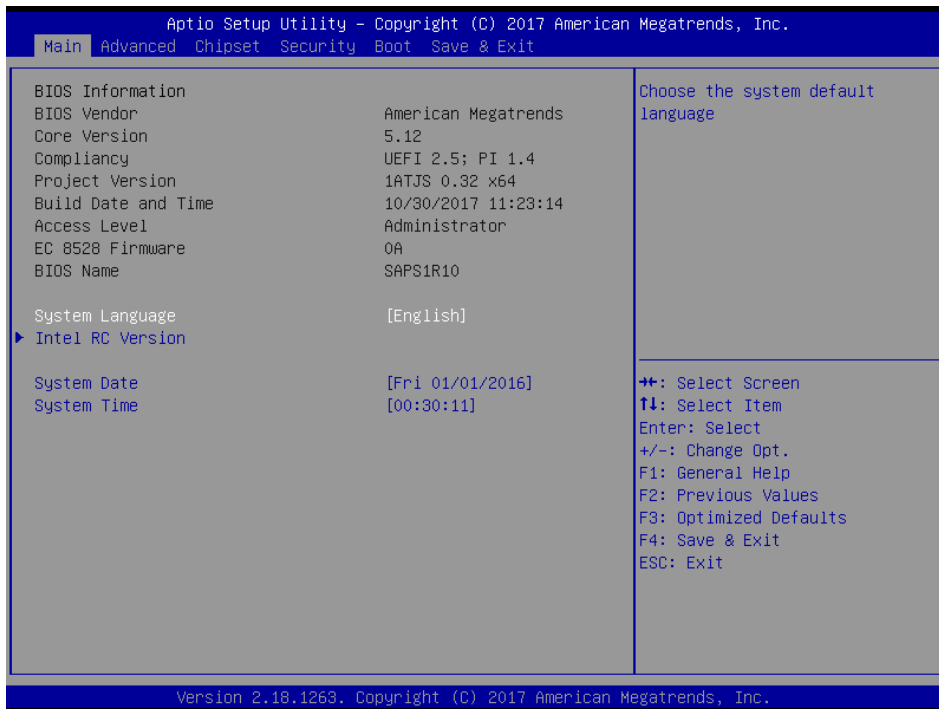 Aptio Setup Utility – Copyright (C) 2017 American Megatrends, Inc.
Main Advanced Chipset Security Boot Save & Exit
BIOS Information
BIOS Vendor American Megatrends
Core Version 5.12
Compliancy UEFI 2.5; PI 1.4
Project Version 1ATJS 0.32 x64
Build Date and Time 10/30/2017 11:23:14
Access Level Administrator
EC 8528 Firmware 0A
BIOS Name SAPS1R10
System Language [English]
Intel RC Version
System Date [Fri 01/01/2016]
System Time [00:30:11]
Choose the system default
language
→←: Select Screen
↑↓: Select Item
Enter: Select
+/-: Change Opt.
F1: General Help
F2: Previous Values
F3: Optimized Defaults
F4: Save & Exit
ESC: Exit
Version 2.18.1263. Copyright (C) 2017 American Megatrends, Inc.